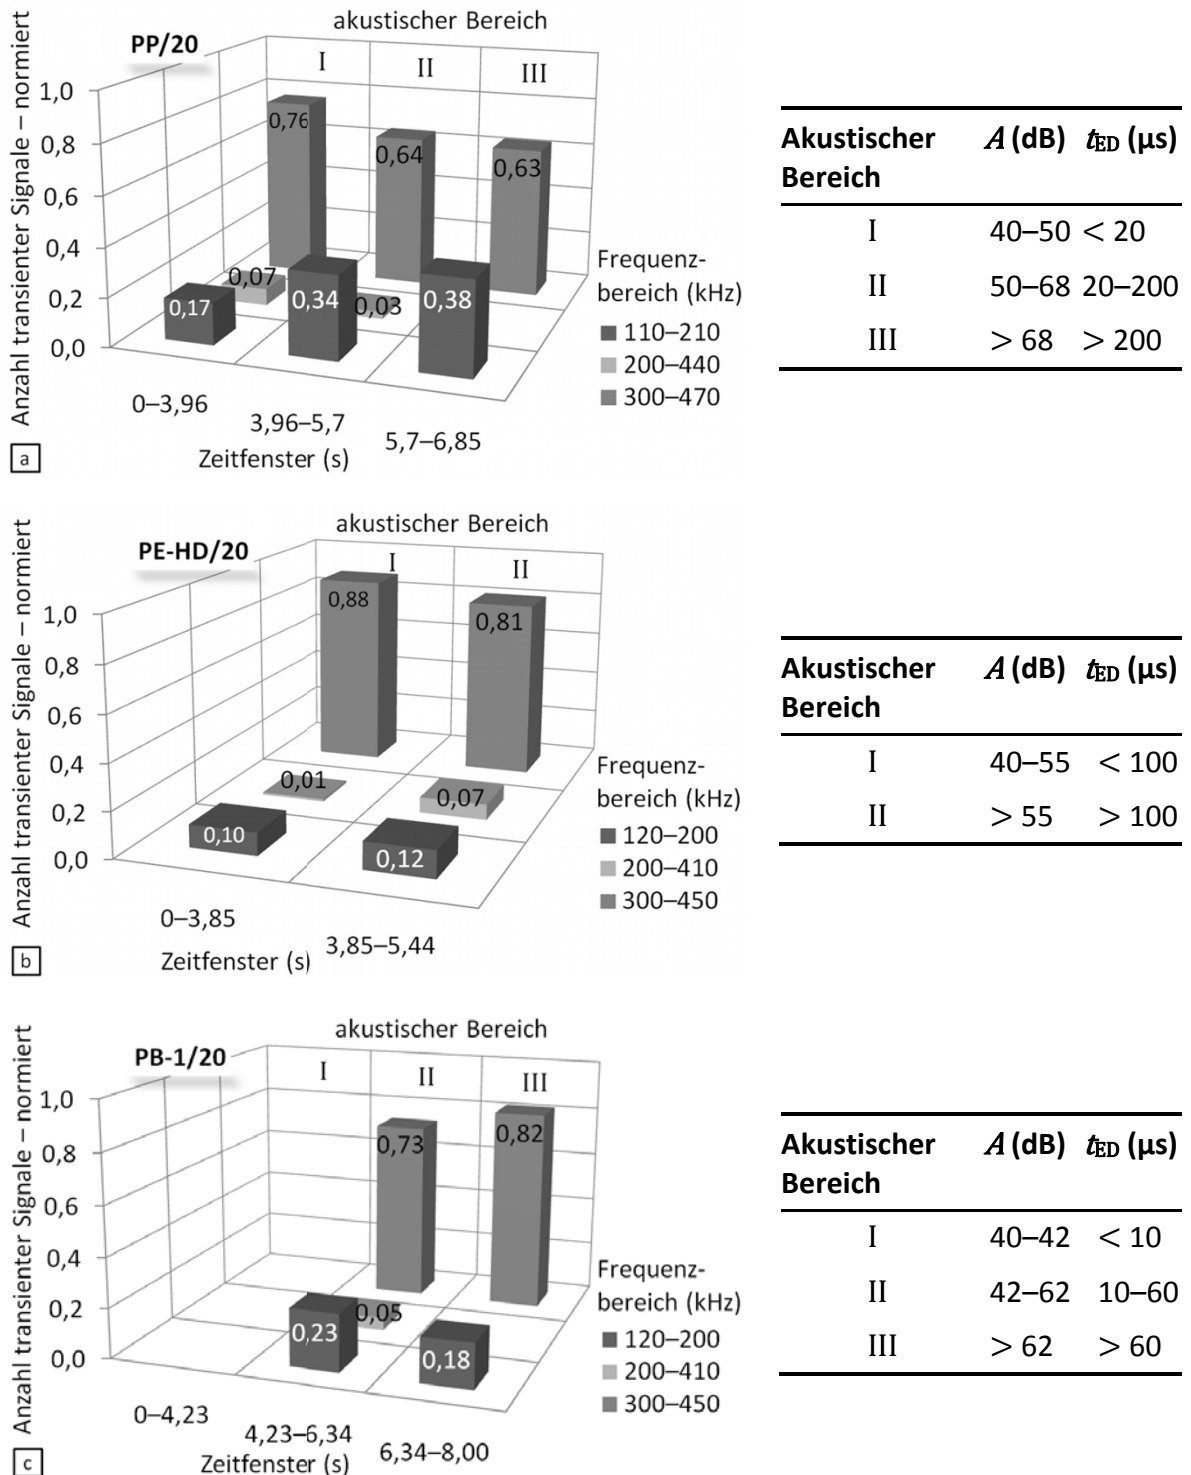 akustischer Bereich
PP/20
I II III
Anzahl transienter Signale – normiert
1,0
0,8
0,6
0,4
0,2
0,0
0,76
0,64
0,63
0,07
0,03
0,17
0,34
0,38
Frequenz-
bereich (kHz)
110–210
200–440
300–470
0–3,96
3,96–5,7
5,7–6,85
Zeitfenster (s)
a
Akustischer A (dB) tED (µs)
Bereich
I 40–50 < 20
II 50–68 20–200
III > 68 > 200
akustischer Bereich
PE-HD/20
I II
Anzahl transienter Signale – normiert
1,0
0,8
0,6
0,4
0,2
0,0
0,88
0,81
0,01
0,07
0,10
0,12
Frequenz-
bereich (kHz)
120–200
200–410
300–450
0–3,85
3,85–5,44
Zeitfenster (s)
b
Akustischer A (dB) tED (µs)
Bereich
I 40–55 < 100
II > 55 > 100
akustischer Bereich
PB-1/20
I II III
Anzahl transienter Signale – normiert
1,0
0,8
0,6
0,4
0,2
0,0
0,73
0,82
0,05
0,23
0,18
Frequenz-
bereich (kHz)
120–200
200–410
300–450
0–4,23
4,23–6,34
6,34–8,00
Zeitfenster (s)
c
Akustischer A (dB) tED (µs)
Bereich
I 40–42 < 10
II 42–62 10–60
III > 62 > 60